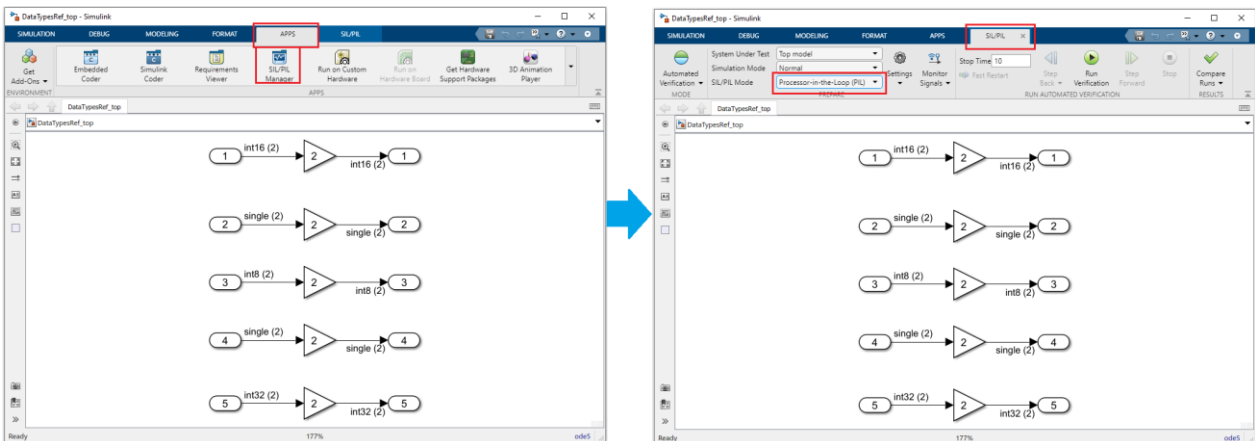 DataTypesRef_top - Simulink
SIMULATION DEBUG MODELING FORMAT APPS SIL/PIL
Get Add-Ons
Embedded Coder
Simulink Coder
Requirements Viewer
SIL/PIL Manager
Run on Custom Hardware
Run on Hardware Board
Get Hardware Support Packages
3D Animation Player
ENVIRONMENT APPS
DataTypesRef_top
DataTypesRef_top
1 int16 (2) 2 int16 (2) 1
2 single (2) 2 single (2) 2
3 int8 (2) 2 int8 (2) 3
4 single (2) 2 single (2) 4
5 int32 (2) 2 int32 (2) 5
Ready 177% ode5
DataTypesRef_top - Simulink
SIMULATION DEBUG MODELING FORMAT APPS SIL/PIL
Automated Verification
System Under Test Top model
Simulation Mode Normal
SIL/PIL Mode Processor-in-the-Loop (PIL)
Settings
Monitor Signals
Stop Time 10
Fast Restart
Step Back
Run Verification
Step Forward
Stop
Compare Runs
MODE PREPARE RUN AUTOMATED VERIFICATION RESULTS
DataTypesRef_top
DataTypesRef_top
1 int16 (2) 2 int16 (2) 1
2 single (2) 2 single (2) 2
3 int8 (2) 2 int8 (2) 3
4 single (2) 2 single (2) 4
5 int32 (2) 2 int32 (2) 5
Ready 177% ode5